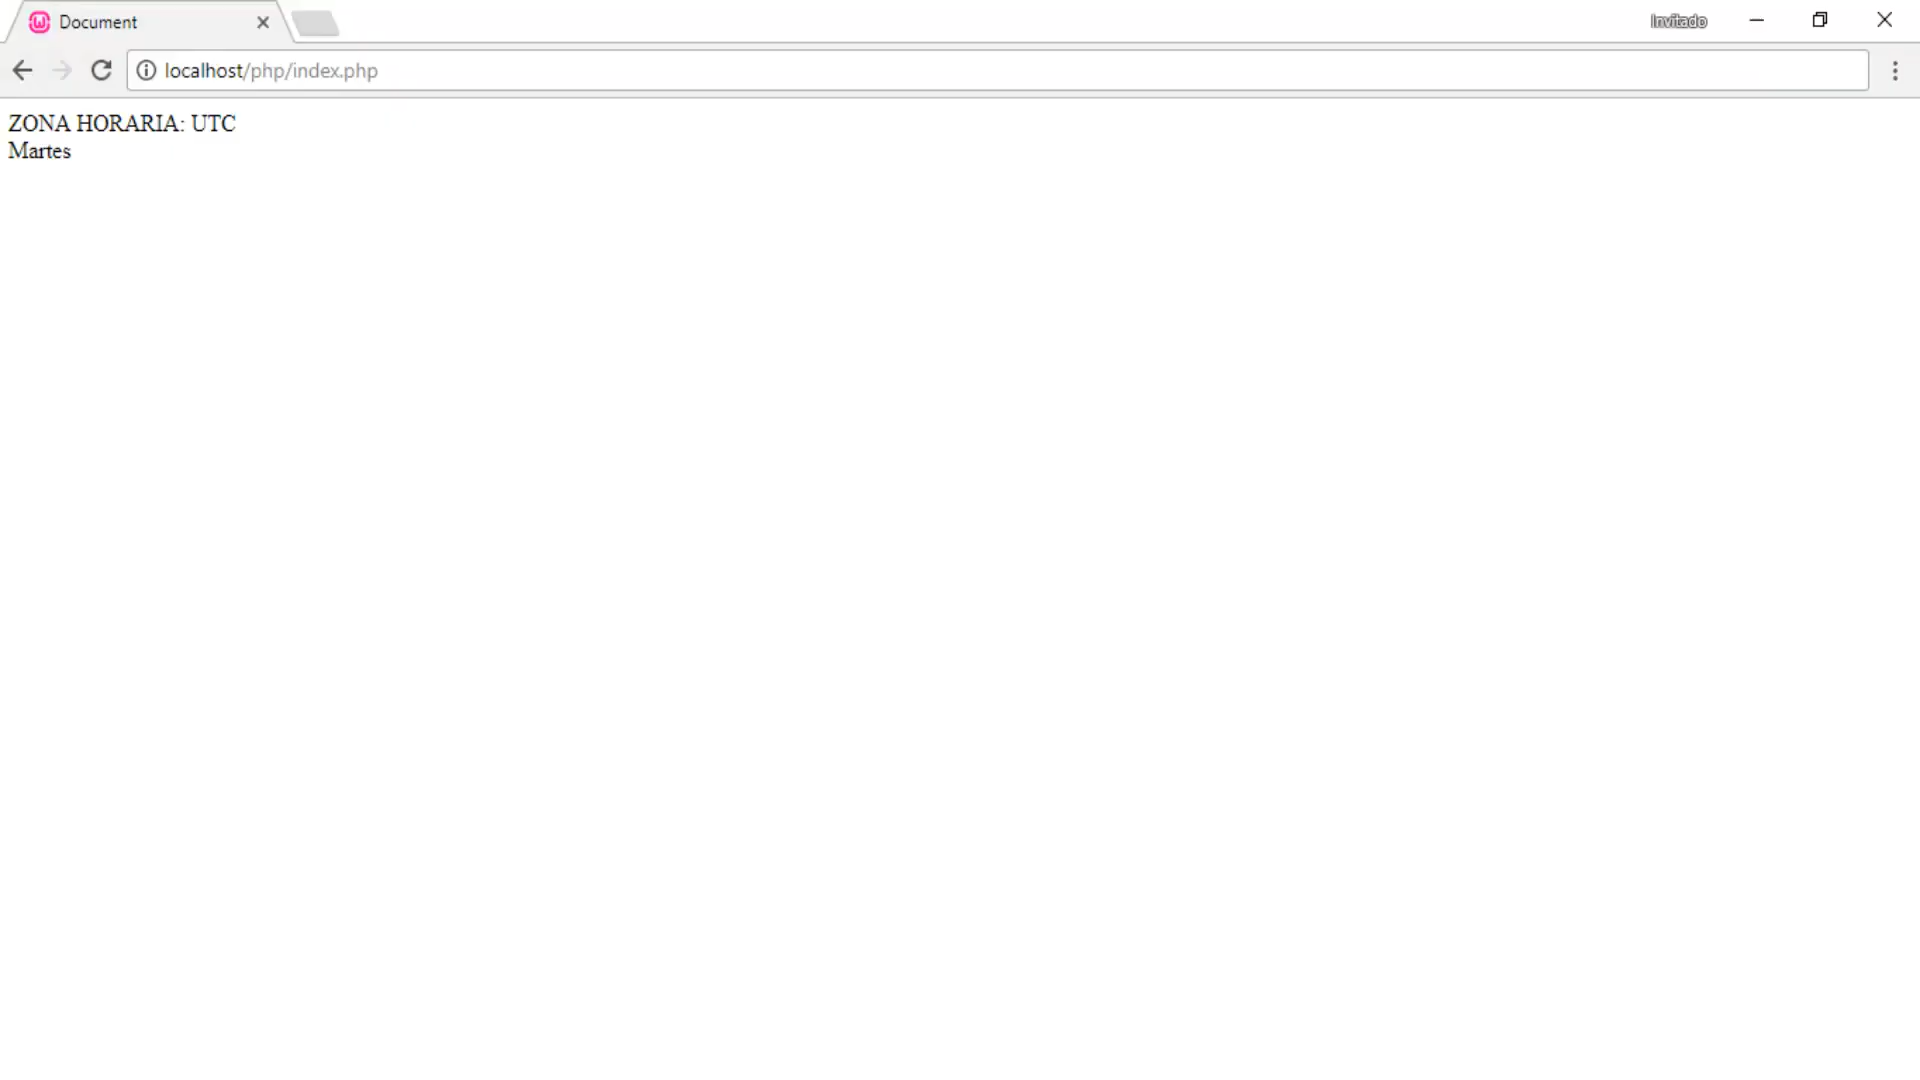 Document
Invitado
localhost/php/index.php
ZONA HORARIA: UTC
Martes